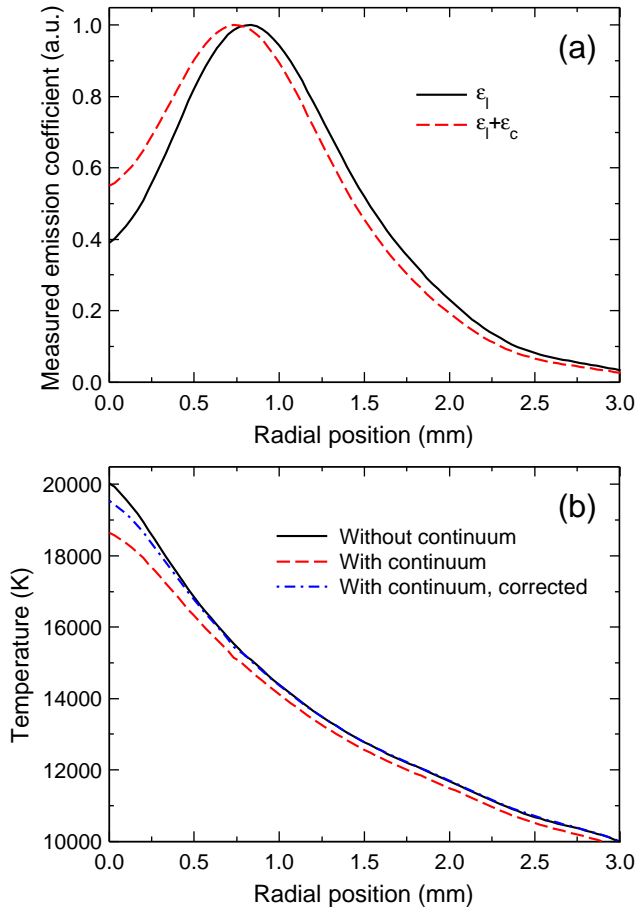 (a)
ε_l
ε_l+ε_c
Measured emission coefficient (a.u.)
1.0
0.8
0.6
0.4
0.2
0.0
0.0 0.5 1.0 1.5 2.0 2.5 3.0
Radial position (mm)
(b)
Without continuum
With continuum
With continuum, corrected
Temperature (K)
20000
18000
16000
14000
12000
10000
0.0 0.5 1.0 1.5 2.0 2.5 3.0
Radial position (mm)